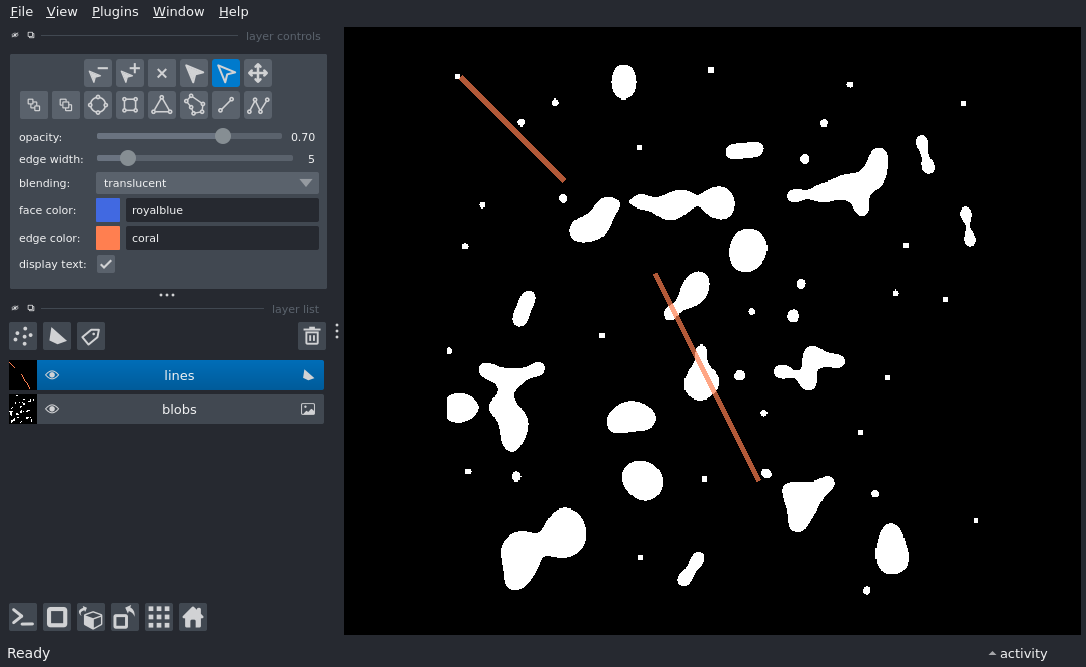 File View Plugins Window Help
layer controls
opacity: 0.70
edge width: 5
blending: translucent
face color: royalblue
edge color: coral
display text:
layer list
lines
blobs
Ready activity